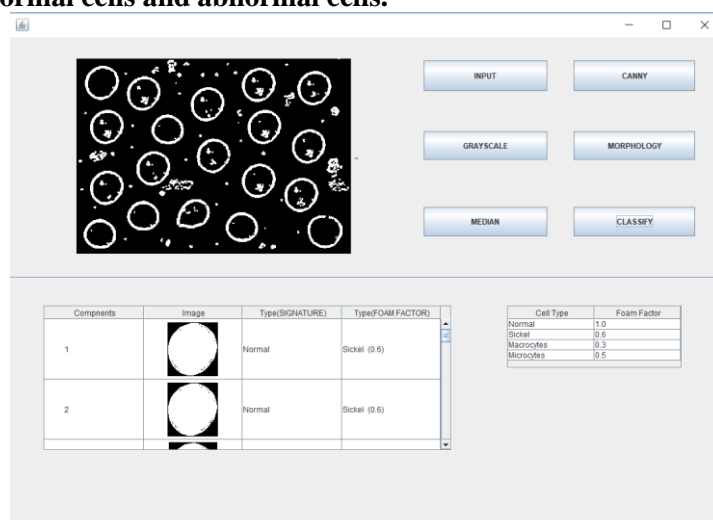 ormal cells and abnormal cells.
INPUT CANNY
GRAYSCALE MORPHOLOGY
MEDIAN CLASSIFY
Compnents Image Type(SIGNATURE) Type(FOAM FACTOR)
1 Normal Sickel (0.6)
2 Normal Sickel (0.6)
Cell Type Foam Factor
Normal 1.0
Sickel 0.6
Macrocytes 0.3
Microcytes 0.5